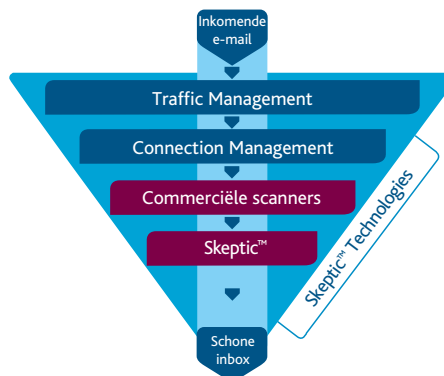 Inkomende
e-mail
Traffic Management
Connection Management
Commerciële scanners
Skeptic™
Skeptic™ Technologies
Schone
inbox